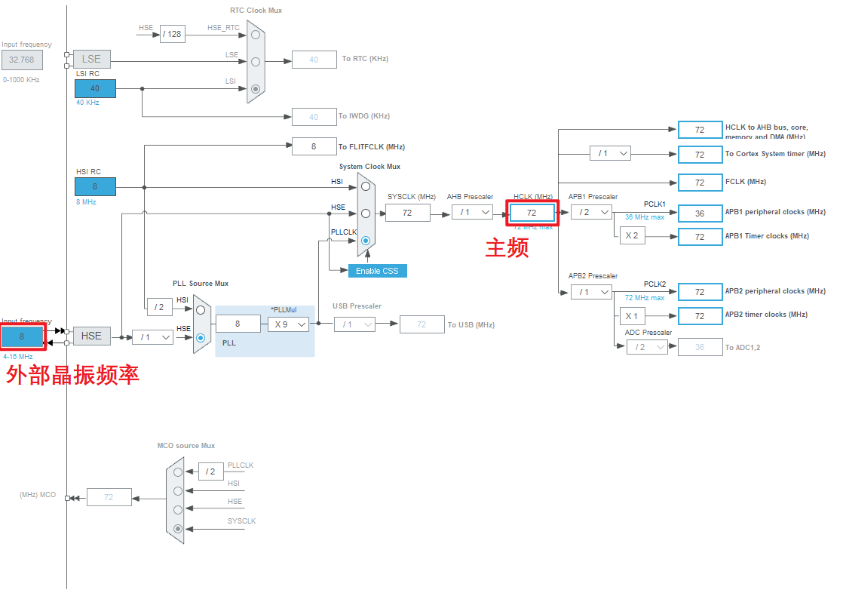 RTC Clock Mux
HSE
/ 128
HSE_RTC
Input frequency
32.768
0-1000 KHz
LSE
LSE
40
To RTC (KHz)
LSI RC
40
40 KHz
LSI
40
To IWDG (KHz)
8
To FLITFCLK (MHz)
HSI RC
8
8 MHz
System Clock Mux
HSI
HSE
PLLCLK
SYSCLK (MHz)
72
AHB Prescaler
/ 1
HCLK (MHz)
72
72 MHz max
主频
Enable CSS
72
HCLK to AHB bus, core,
memory and DMA (MHz)
/ 1
72
To Cortex System timer (MHz)
72
FCLK (MHz)
APB1 Prescaler
/ 2
PCLK1
36 MHz max
36
APB1 peripheral clocks (MHz)
X 2
72
APB1 Timer clocks (MHz)
APB2 Prescaler
/ 1
PCLK2
72 MHz max
72
APB2 peripheral clocks (MHz)
X 1
72
APB2 timer clocks (MHz)
ADC Prescaler
/ 2
36
To ADC1,2
PLL Source Mux
/ 2
HSI
HSE
8
*PLLMul
X 9
PLL
USB Prescaler
/ 1
72
To USB (MHz)
Input frequency
8
4-16 MHz
HSE
/ 1
外部晶振频率
MCO source Mux
/ 2
PLLCLK
HSI
HSE
SYSCLK
(MHz) MCO
72